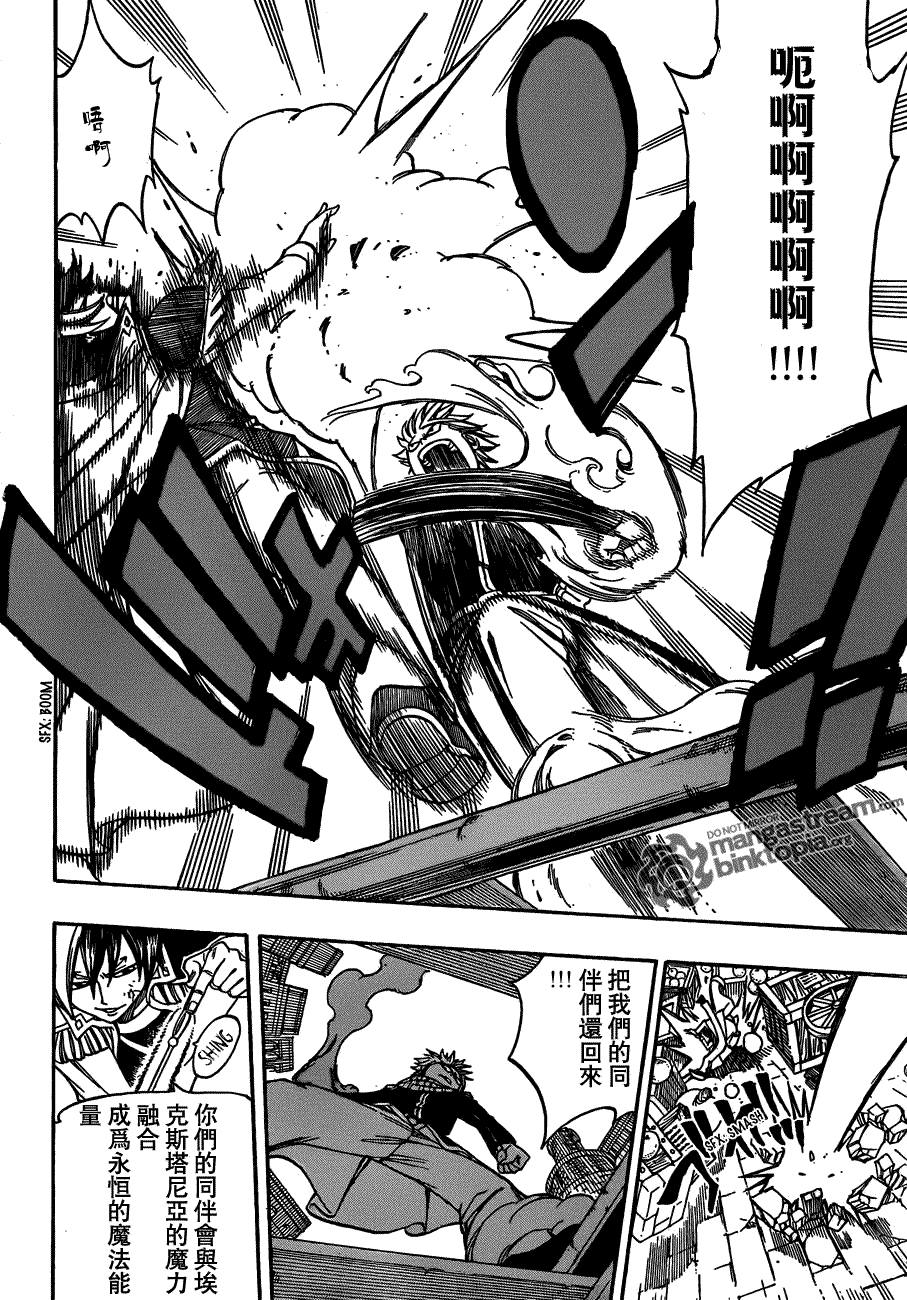 呃啊啊啊啊啊!!!!
唔啊
SFX: BOOM
DO NOT MIRROR
mangastream.com
binktopia.org
SFX: SMASH
把我們的同
伴們還回來
!!!
SHING
你們的同伴會與埃
克斯塔尼亞的魔力
融合
成爲永恒的魔法能
量